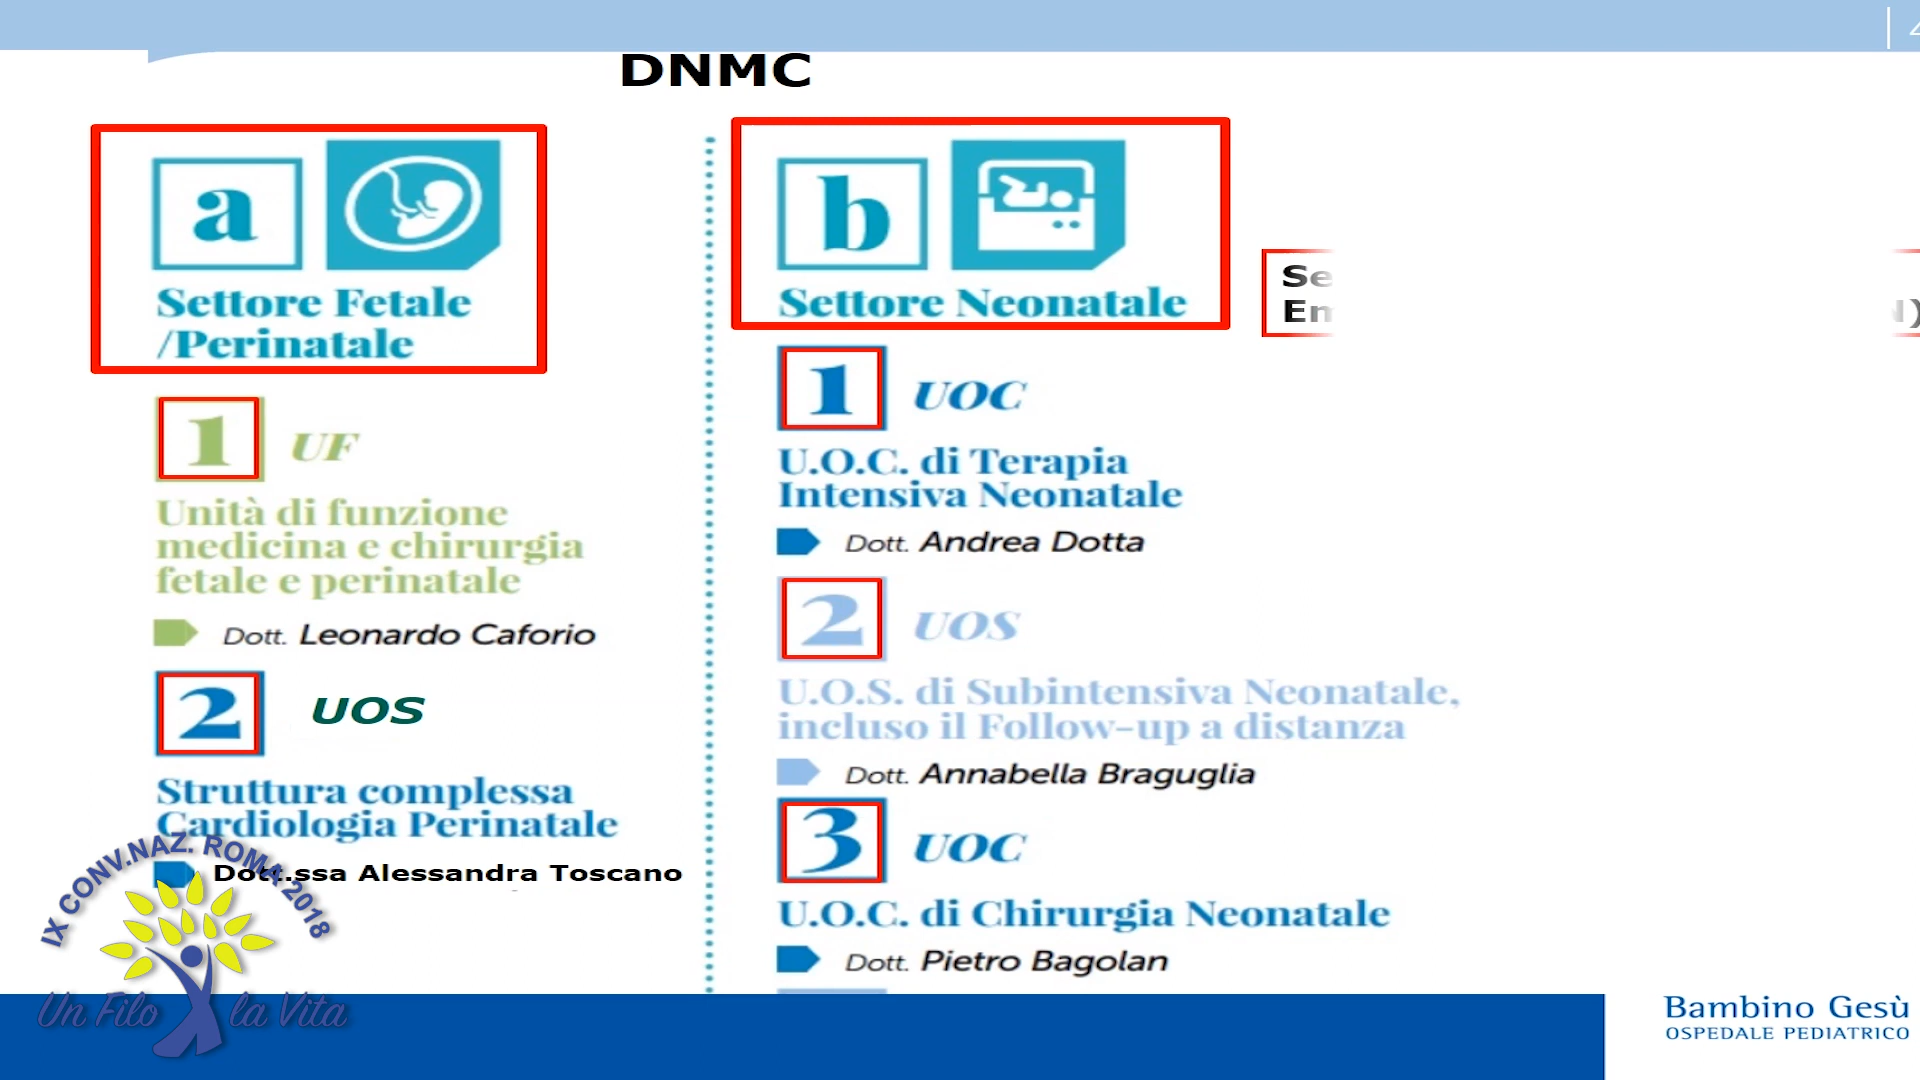 DNMC
a
Settore Fetale
/Perinatale
1 UF
Unità di funzione
medicina e chirurgia
fetale e perinatale
Dott. Leonardo Caforio
2 UOS
Struttura complessa
Cardiologia Perinatale
Dott.ssa Alessandra Toscano
b
Settore Neonatale
1 UOC
U.O.C. di Terapia
Intensiva Neonatale
Dott. Andrea Dotta
2 UOS
U.O.S. di Subintensiva Neonatale,
incluso il Follow-up a distanza
Dott. Annabella Braguglia
3 UOC
U.O.C. di Chirurgia Neonatale
Dott. Pietro Bagolan
IX CONV.NAZ. ROMA 2018
Un Filo la Vita
Bambino Gesù
OSPEDALE PEDIATRICO